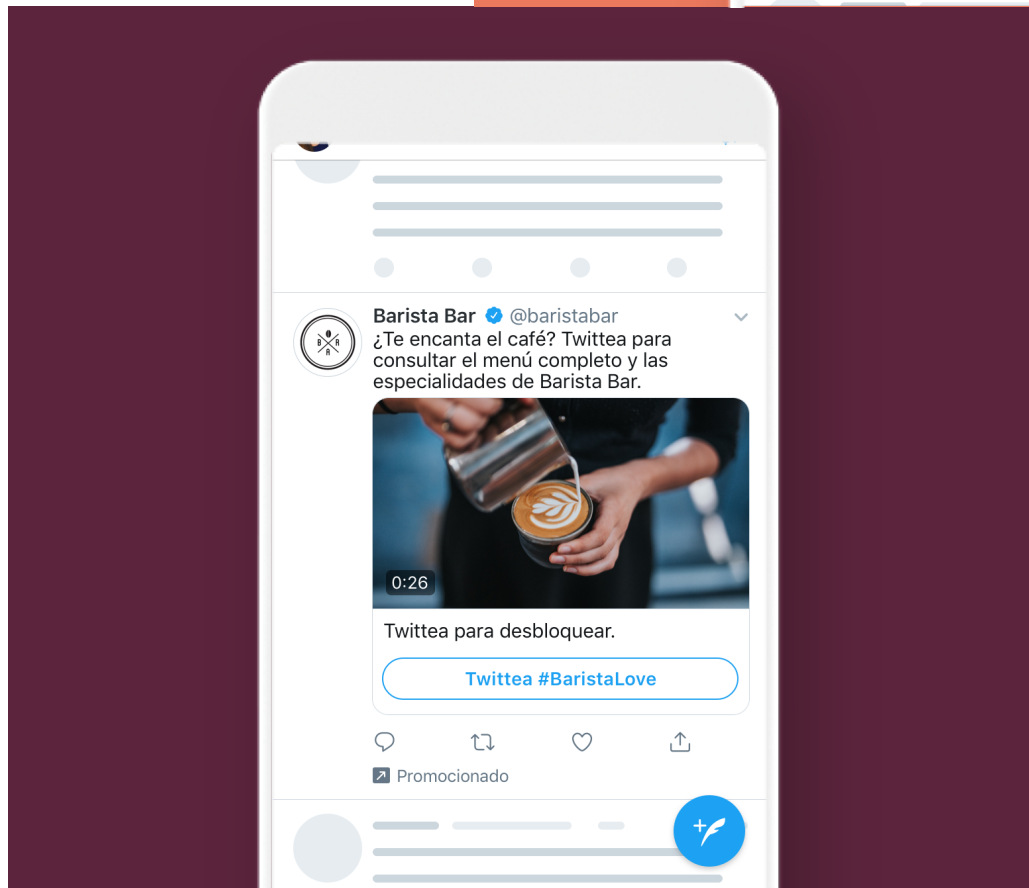 Barista Bar @baristabar
¿Te encanta el café? Twittea para
consultar el menú completo y las
especialidades de Barista Bar.
B A R
A
0:26
Twittea para desbloquear.
Twittea #BaristaLove
Promocionado